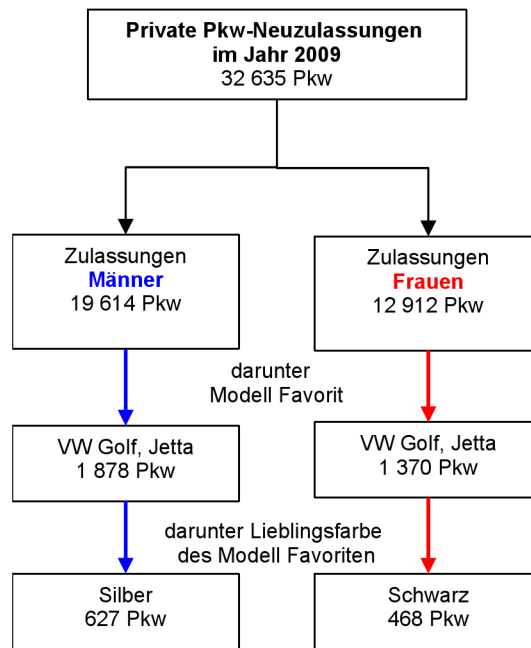 Private Pkw-Neuzulassungen
im Jahr 2009
32 635 Pkw
Zulassungen
Männer
19 614 Pkw
Zulassungen
Frauen
12 912 Pkw
darunter
Modell Favorit
VW Golf, Jetta
1 878 Pkw
VW Golf, Jetta
1 370 Pkw
darunter Lieblingsfarbe
des Modell Favoriten
Silber
627 Pkw
Schwarz
468 Pkw